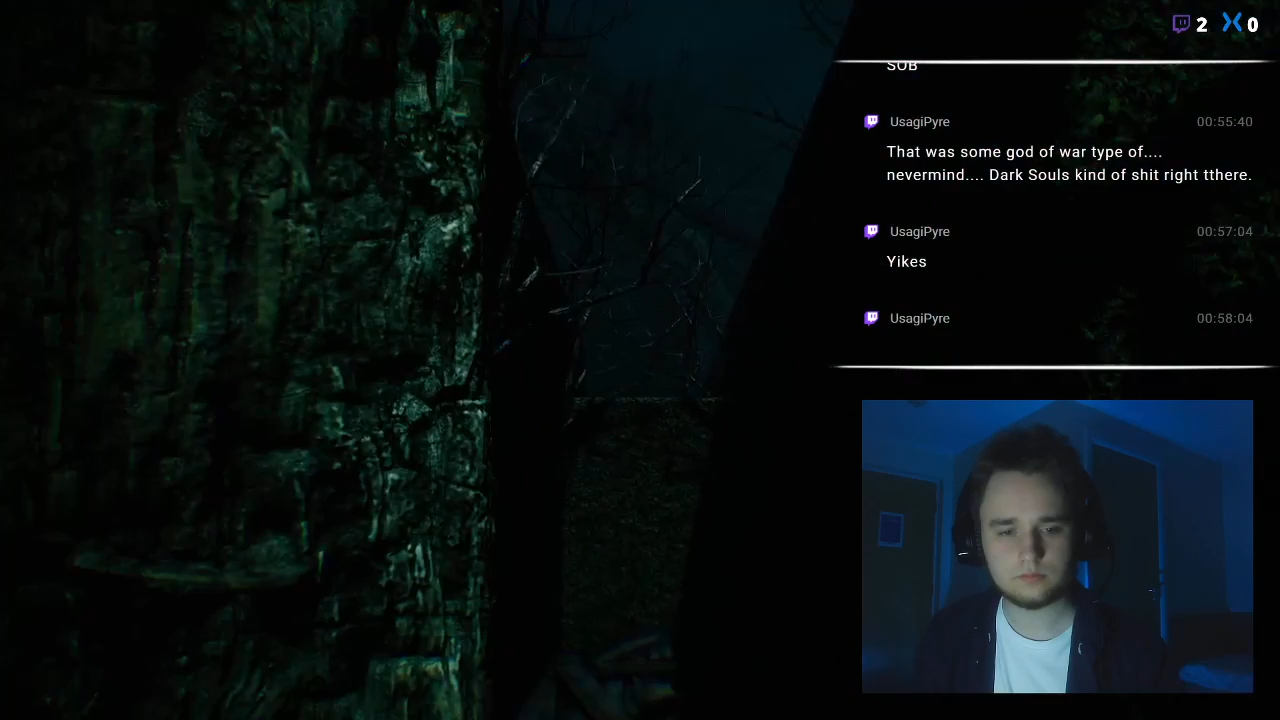 2 0
SOB
UsagiPyre 00:55:40
That was some god of war type of....
nevermind.... Dark Souls kind of shit right tthere.
UsagiPyre 00:57:04
Yikes
UsagiPyre 00:58:04